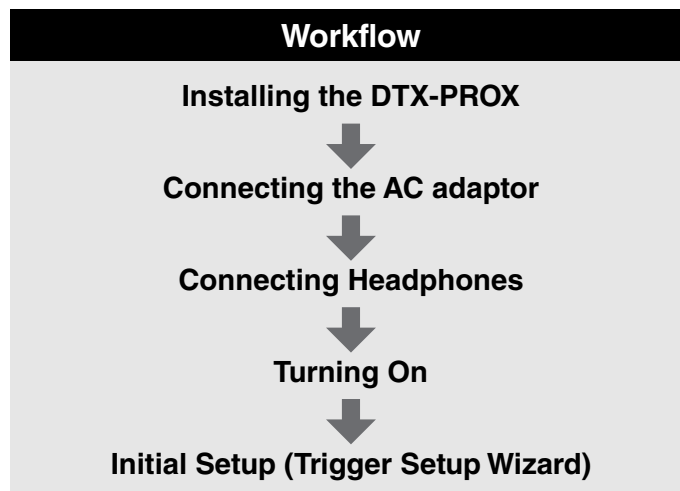 Workflow
Installing the DTX-PROX
Connecting the AC adaptor
Connecting Headphones
Turning On
Initial Setup (Trigger Setup Wizard)